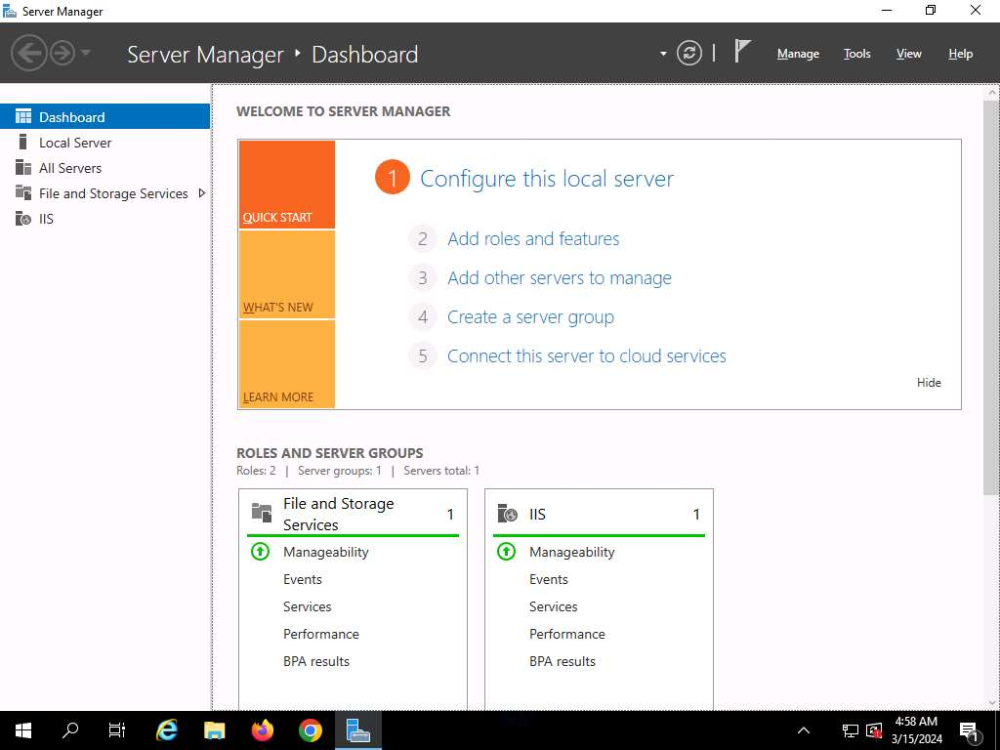 Server Manager
Server Manager ‣ Dashboard
Manage
Tools
View
Help
Dashboard
Local Server
All Servers
File and Storage Services
IIS
WELCOME TO SERVER MANAGER
QUICK START
WHAT'S NEW
LEARN MORE
1 Configure this local server
2 Add roles and features
3 Add other servers to manage
4 Create a server group
5 Connect this server to cloud services
Hide
ROLES AND SERVER GROUPS
Roles: 2 | Server groups: 1 | Servers total: 1
File and Storage
Services
1
Manageability
Events
Services
Performance
BPA results
IIS
1
Manageability
Events
Services
Performance
BPA results
4:58 AM
3/15/2024
1